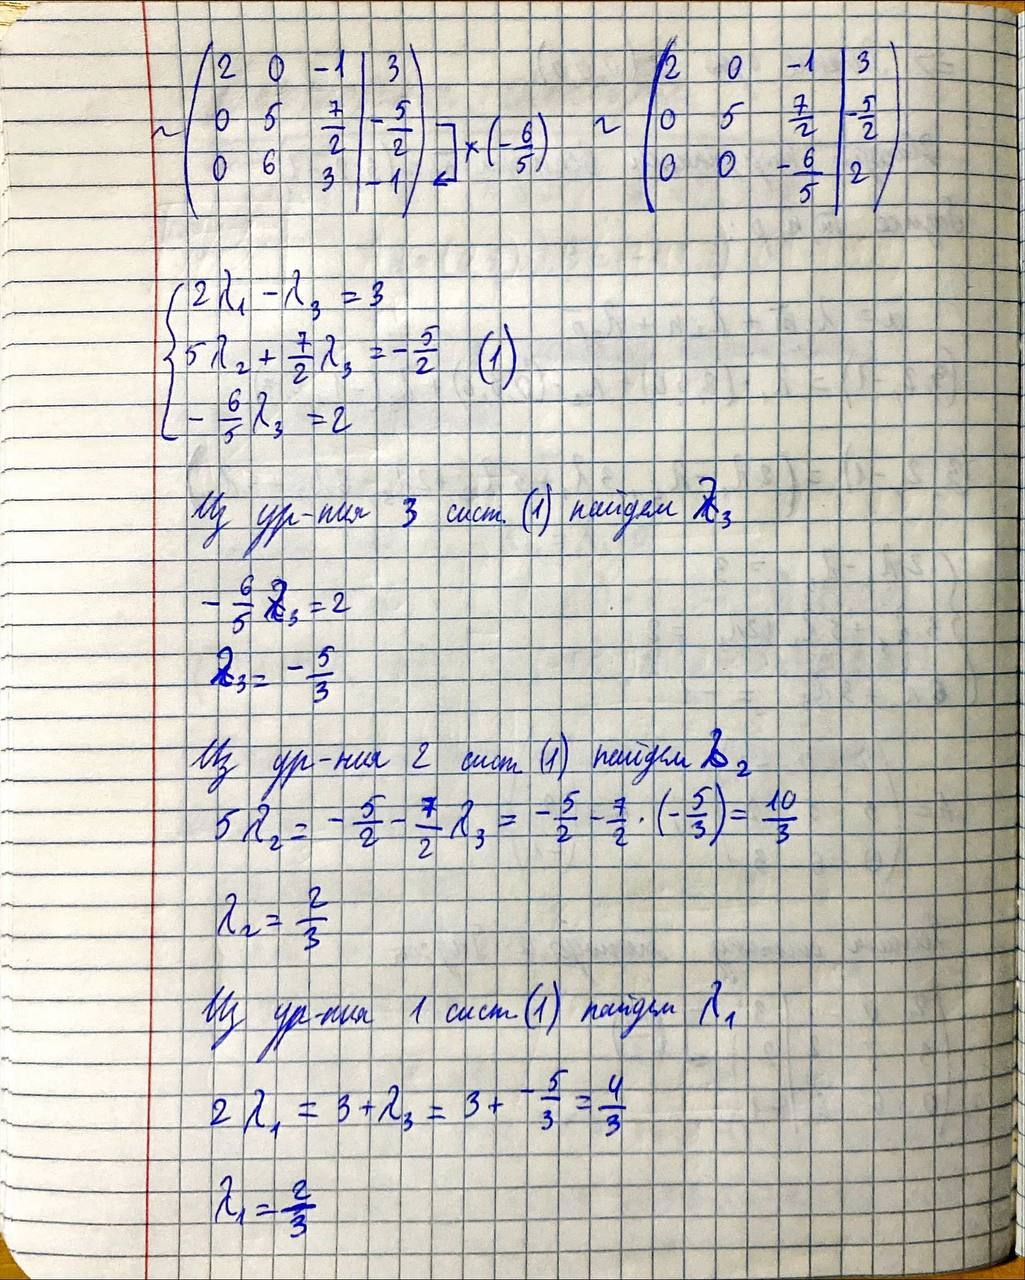 ~ ( 2 0 -1 | 3 ) ~ ( 2 0 -1 | 3 )
( 0 5 7/2 | -5/2 ) × (-6/5) ( 0 5 7/2 | -5/2 )
( 0 6 3 | -1 ) ( 0 0 -6/5 | 2 )
{ 2λ₁ - λ₃ = 3
5λ₂ + 7/2 λ₃ = -5/2 (1)
- 6/5 λ₃ = 2
Из ур-ния 3 сист. (1) найдем λ₃
- 6/5 λ₃ = 2
λ₃ = - 5/3
Из ур-ния 2 сист. (1) найдем λ₂
5λ₂ = - 5/2 - 7/2 λ₃ = - 5/2 - 7/2 · (- 5/3) = 10/3
λ₂ = 2/3
Из ур-ния 1 сист. (1) найдем λ₁
2λ₁ = 3 + λ₃ = 3 + - 5/3 = 4/3
λ₁ = 2/3